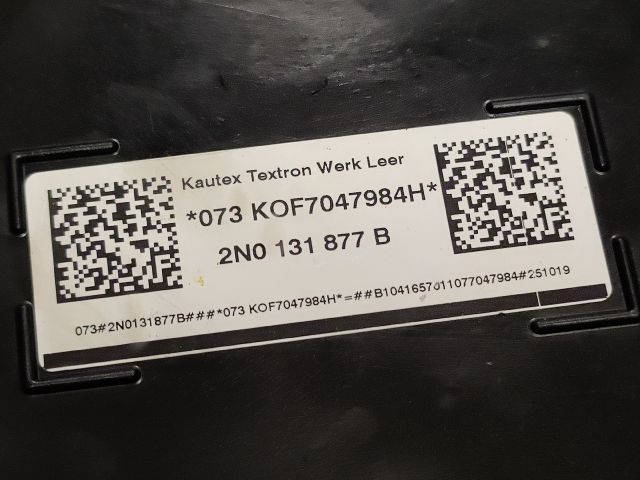 Kautex Textron Werk Leer
*073 KOF7047984H*
2N0 131 877 B
073#2N0131877B###*073 KOF7047984H*=##B1041657011077047984#251019